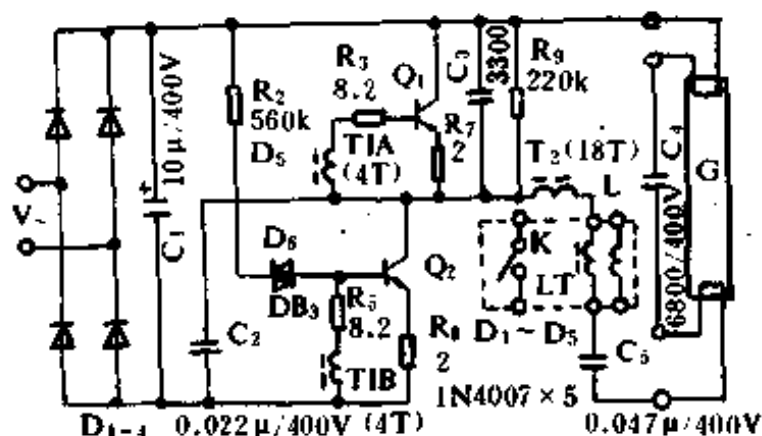 R₃
8.2
Q₁
C₃
3300
R₉
220k
R₂
560k
D₅
10μ/400V
T1A
(4T)
R₇
2
T₂(18T)
L
C₄
G
6800/400V
V~
C₁
D₆
DB₃
Q₂
K
LT
R₅
8.2
C₂
T1B
R₈
2
D₁~D₅
C₅
1N4007×5
D₁₋₄
0.022μ/400V
(4T)
0.047μ/400V